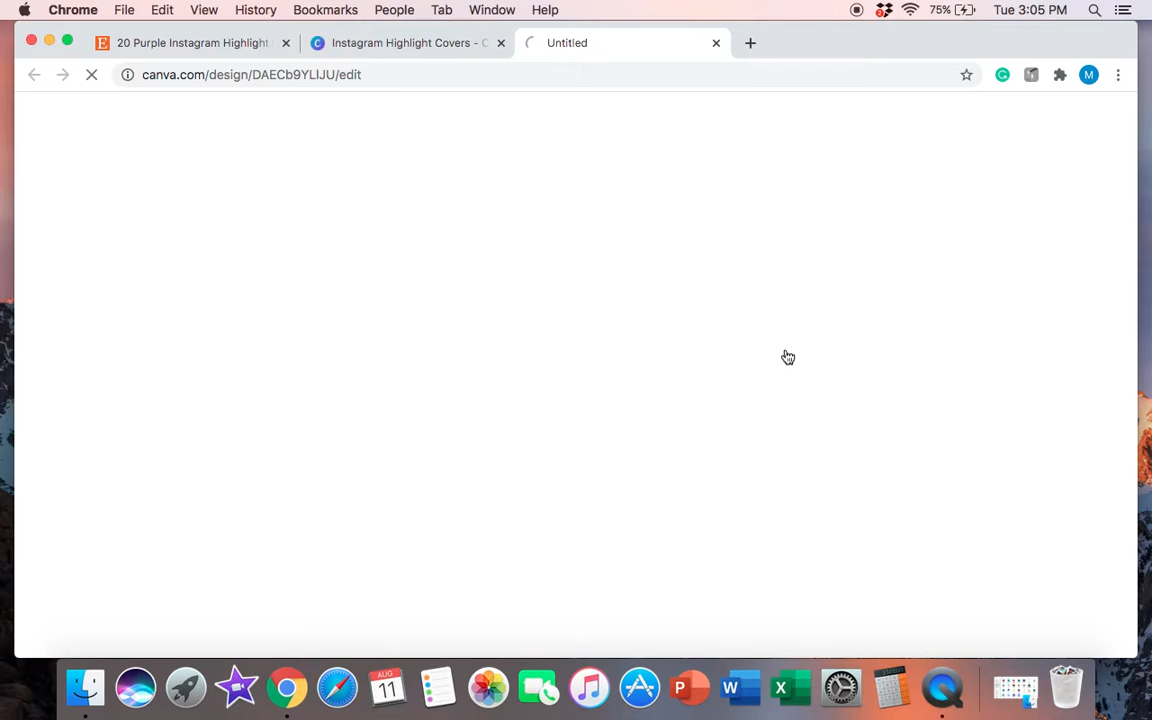 Chrome File Edit View History Bookmarks People Tab Window Help 2 75% Tue 3:05 PM
20 Purple Instagram Highlight Instagram Highlight Covers - C Untitled
canva.com/design/DAECb9YLIJU/edit M
AUG
11
P W X